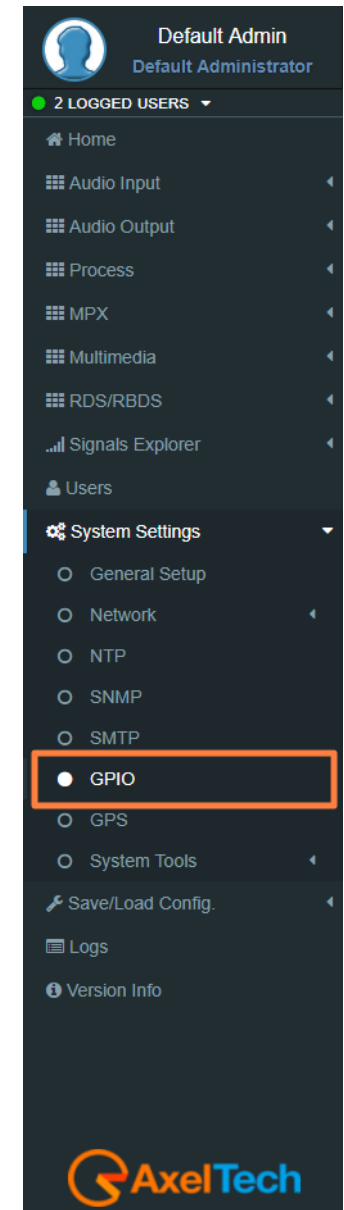 Default Admin
Default Administrator
2 LOGGED USERS
Home
Audio Input
Audio Output
Process
MPX
Multimedia
RDS/RBDS
Signals Explorer
Users
System Settings
General Setup
Network
NTP
SNMP
SMTP
GPIO
GPS
System Tools
Save/Load Config.
Logs
Version Info
AxelTech